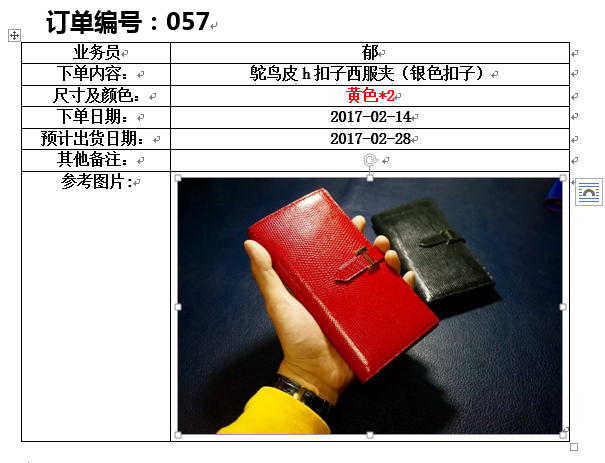 订单编号：057
业务员 郁
下单内容： 鸵鸟皮h扣子西服夹（银色扣子）
尺寸及颜色： 黄色*2
下单日期： 2017-02-14
预计出货日期： 2017-02-28
其他备注：
参考图片：